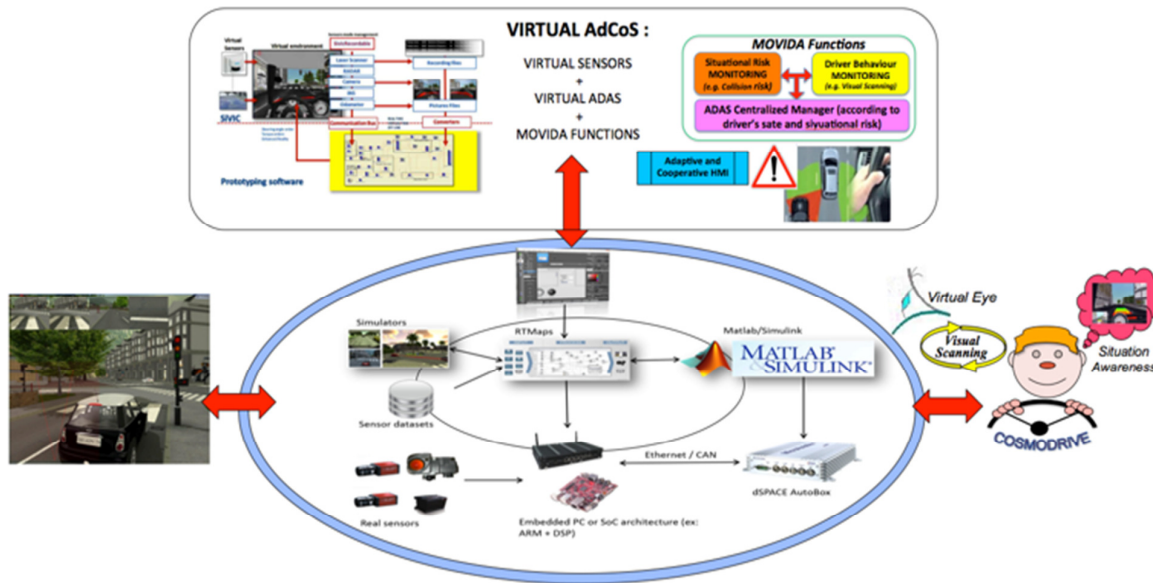 VIRTUAL AdCoS :
VIRTUAL SENSORS
+
VIRTUAL ADAS
+
MOVIDA FUNCTIONS
Virtual
Sensors
Virtual environment
Laser Scanner
RADAR
Camera
Odometer
Recording files
Pictures Files
Communication Bus
Converters
SiVIC
Prototyping software
MOVIDA Functions
Situational Risk
MONITORING
(e.g. Collision risk)
Driver Behaviour
MONITORING
(e.g. Visual Scanning)
ADAS Centralized Manager (according to
driver's sate and siyuational risk)
Adaptive and
Cooperative HMI
Simulators
RTMaps
Matlab/Simulink
MATLAB
&SIMULINK
Sensor datasets
Ethernet / CAN
dSPACE AutoBox
Real sensors
Embedded PC or SoC architecture (ex:
ARM + DSP)
Virtual Eye
Visual
Scanning
Situation
Awareness
COSMODRIVE